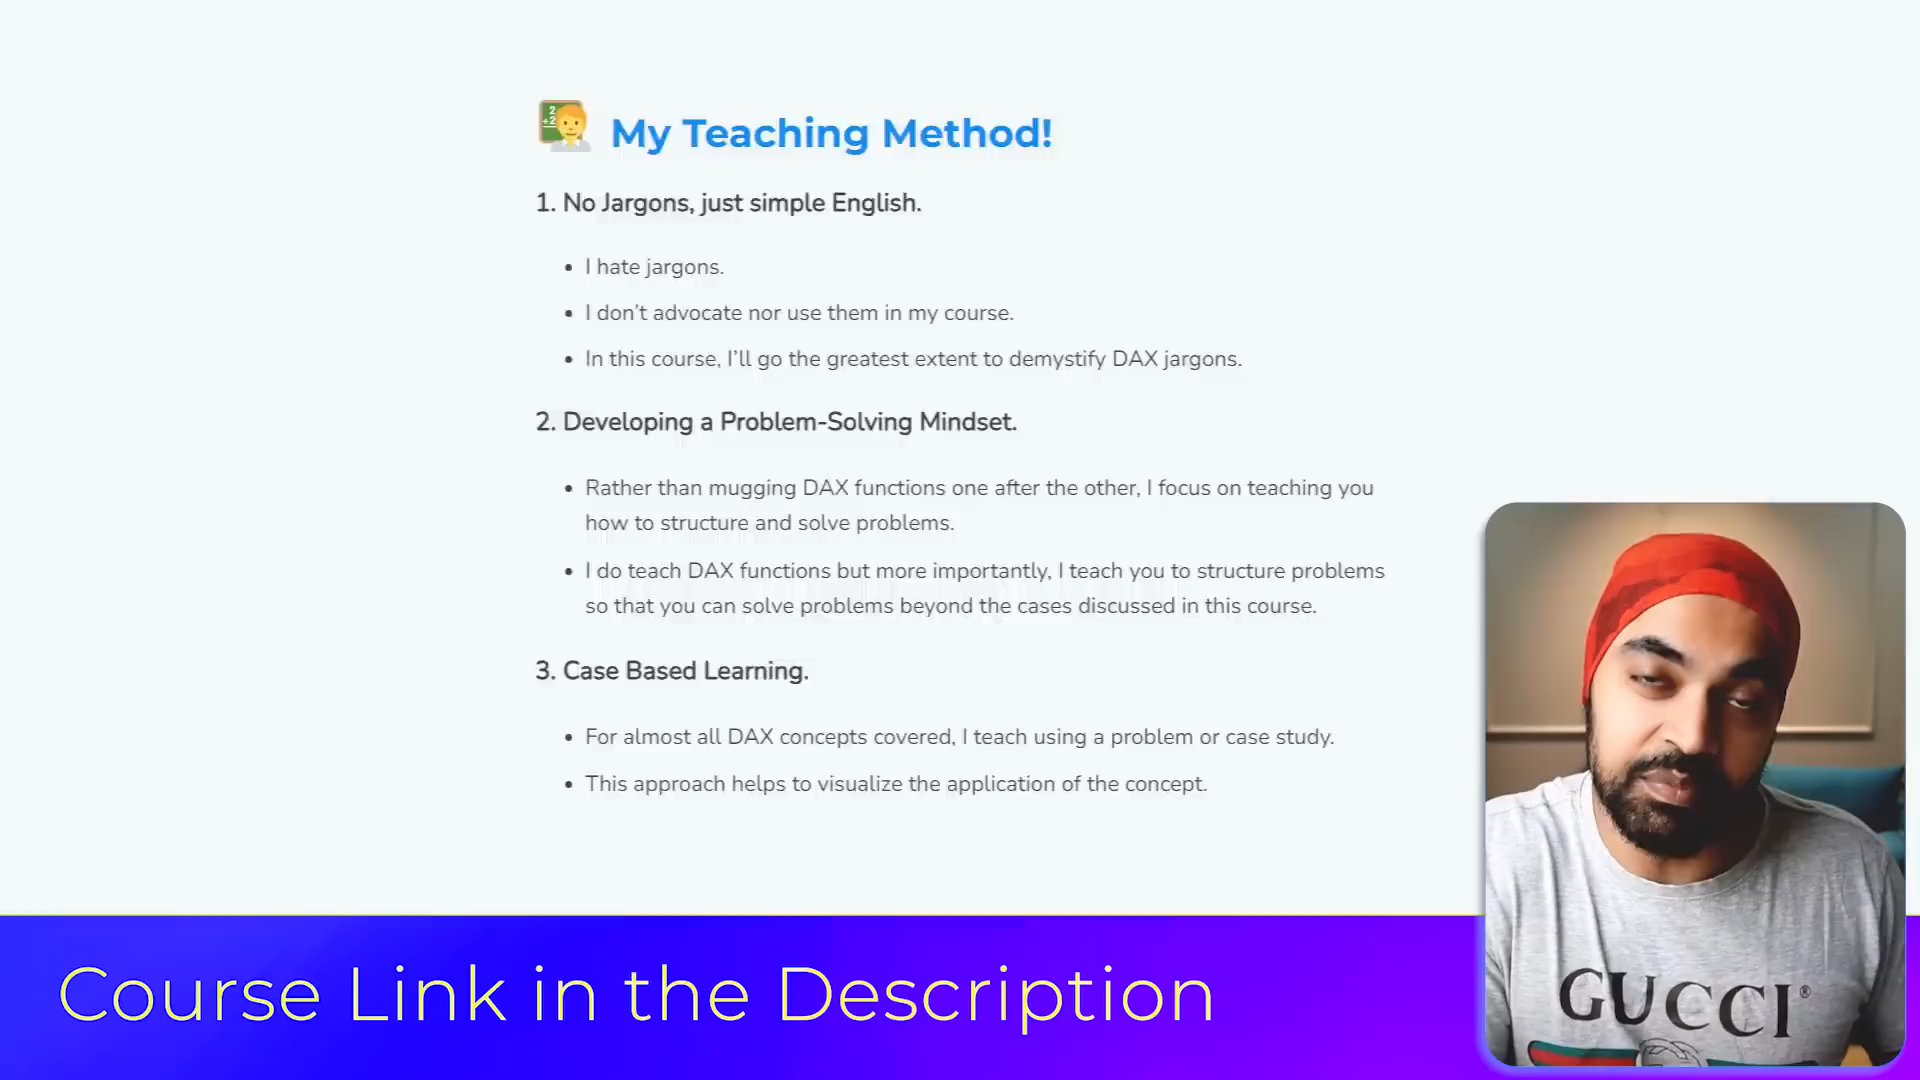 My Teaching Method!
1. No Jargons, just simple English.
• I hate jargons.
• I don't advocate nor use them in my course.
• In this course, I'll go the greatest extent to demystify DAX jargons.
2. Developing a Problem-Solving Mindset.
• Rather than mugging DAX functions one after the other, I focus on teaching you
how to structure and solve problems.
• I do teach DAX functions but more importantly, I teach you to structure problems
so that you can solve problems beyond the cases discussed in this course.
3. Case Based Learning.
• For almost all DAX concepts covered, I teach using a problem or case study.
• This approach helps to visualize the application of the concept.
Course Link in the Description
GUCCI®
2
+2